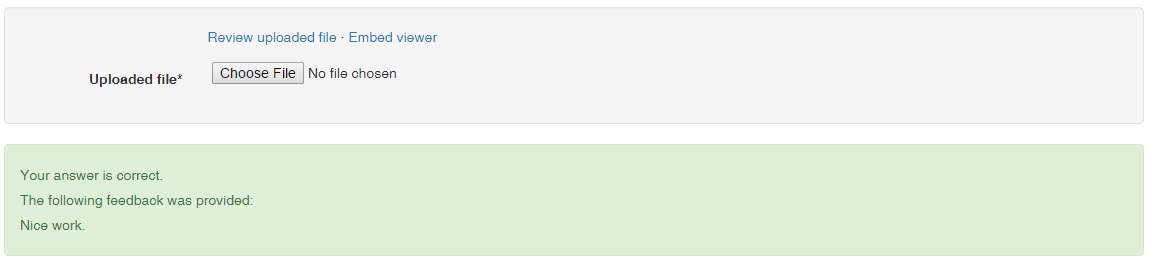 Review uploaded file · Embed viewer
Uploaded file* Choose File No file chosen
Your answer is correct.
The following feedback was provided:
Nice work.